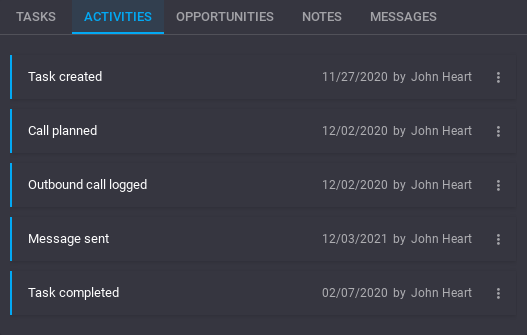 TASKS ACTIVITIES OPPORTUNITIES NOTES MESSAGES
Task created 11/27/2020 by John Heart
Call planned 12/02/2020 by John Heart
Outbound call logged 12/02/2020 by John Heart
Message sent 12/03/2021 by John Heart
Task completed 02/07/2020 by John Heart